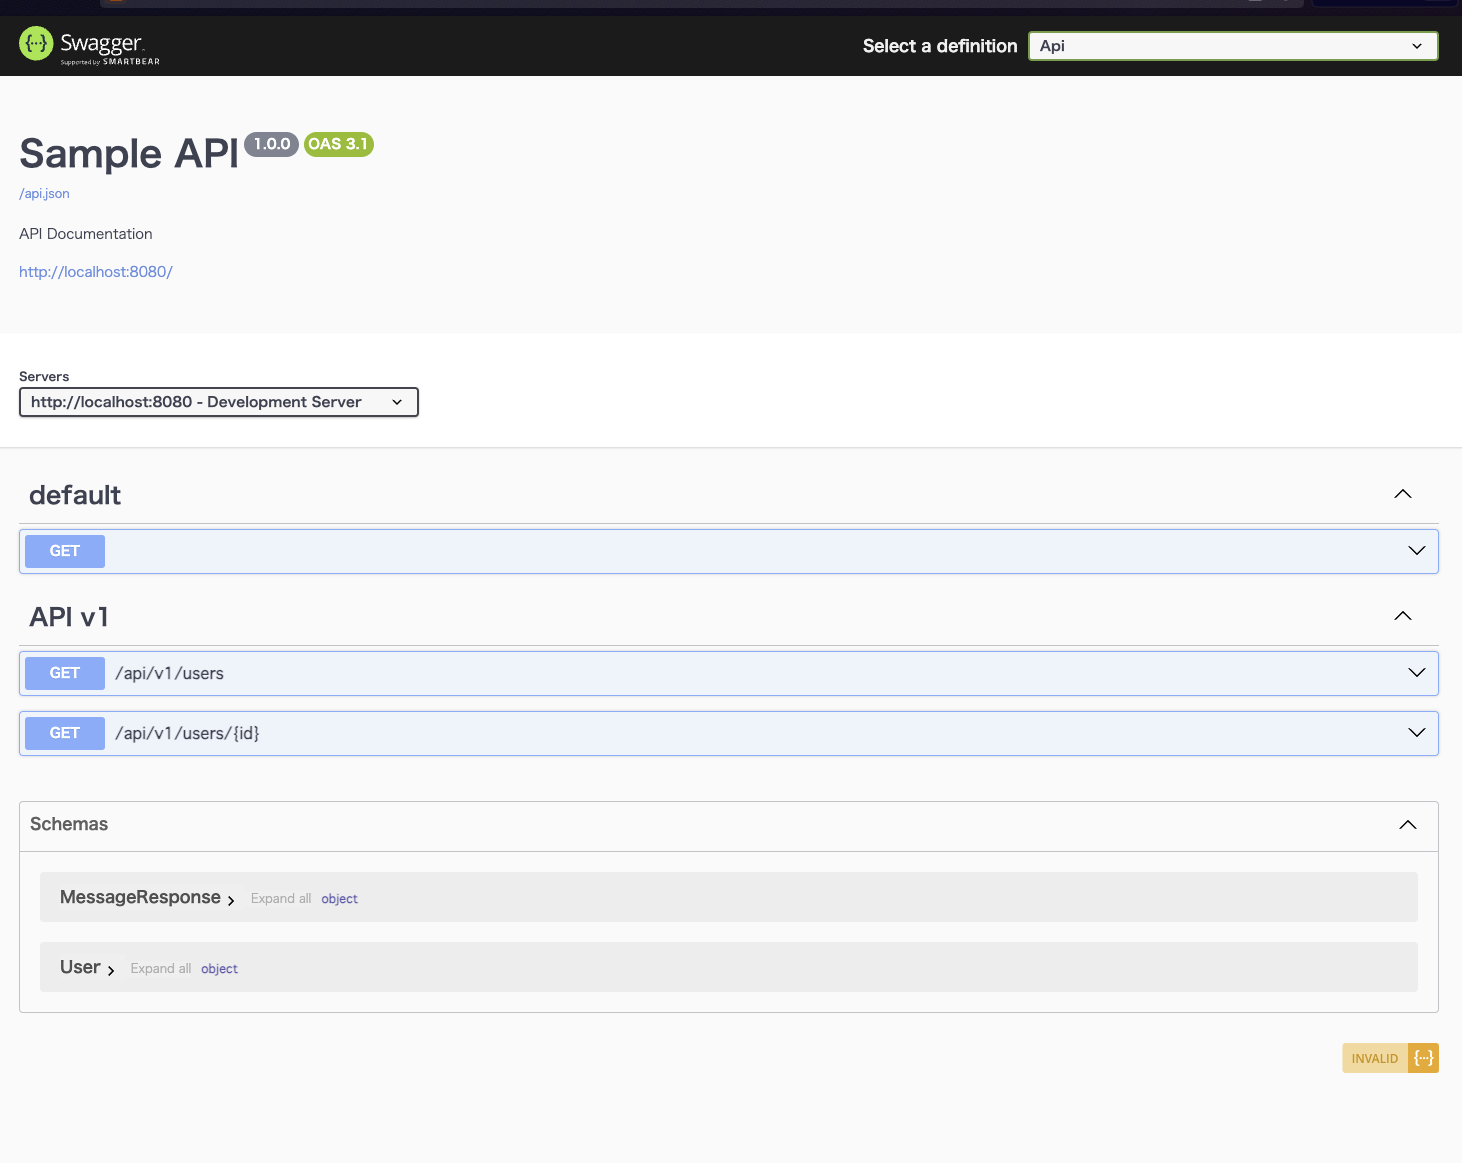 Swagger
Supported by SMARTBEAR
Select a definition
Api
Sample API 1.0.0 OAS 3.1
/api.json
API Documentation
http://localhost:8080/
Servers
http://localhost:8080 - Development Server
default
GET
API v1
GET /api/v1/users
GET /api/v1/users/{id}
Schemas
MessageResponse Expand all object
User Expand all object
INVALID {...}